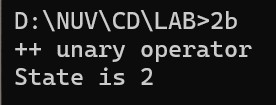 D:\NUV\CD\LAB>2b
++ unary operator
State is 2